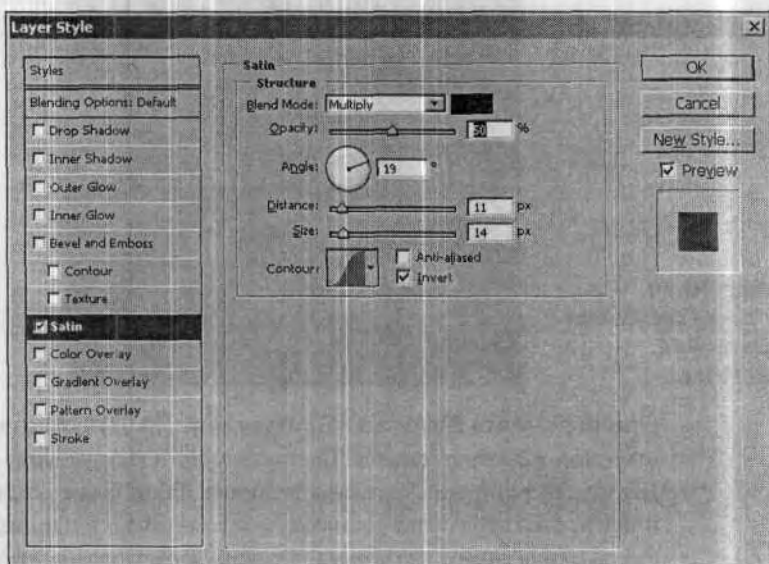 Layer Style
Styles
Blending Options: Default
Drop Shadow
Inner Shadow
Outer Glow
Inner Glow
Bevel and Emboss
Contour
Texture
Satin
Color Overlay
Gradient Overlay
Pattern Overlay
Stroke
Satin
Structure
Blend Mode: Multiply
Opacity: 50 %
Angle: 19 °
Distance: 11 px
Size: 14 px
Contour: Anti-aliased
Invert
OK
Cancel
New Style...
Preview